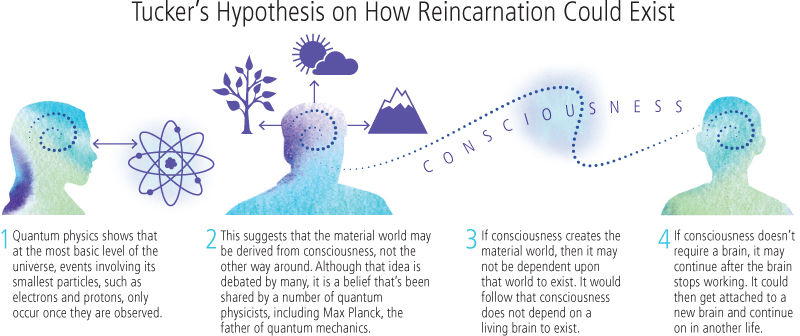 Tucker's Hypothesis on How Reincarnation Could Exist
CONSCIOUSNESS
1 Quantum physics shows that
at the most basic level of the
universe, events involving its
smallest particles, such as
electrons and protons, only
occur once they are observed.
2 This suggests that the material world may
be derived from consciousness, not the
other way around. Although that idea is
debated by many, it is a belief that's been
shared by a number of quantum
physicists, including Max Planck, the
father of quantum mechanics.
3 If consciousness creates the
material world, then it may
not be dependent upon
that world to exist. It would
follow that consciousness
does not depend on a
living brain to exist.
4 If consciousness doesn't
require a brain, it may
continue after the brain
stops working. It could
then get attached to a
new brain and continue
on in another life.